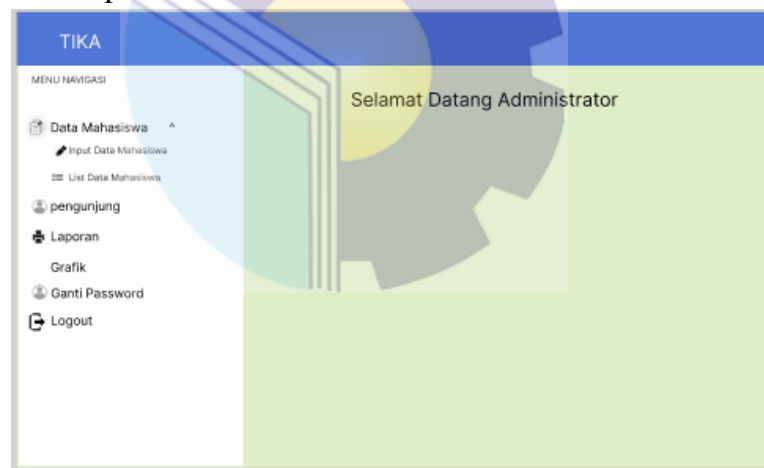 TIKA
MENU NAVIGASI
Selamat Datang Administrator
Data Mahasiswa ^
Input Data Mahasiswa
List Data Mahasiswa
pengunjung
Laporan
Grafik
Ganti Password
Logout